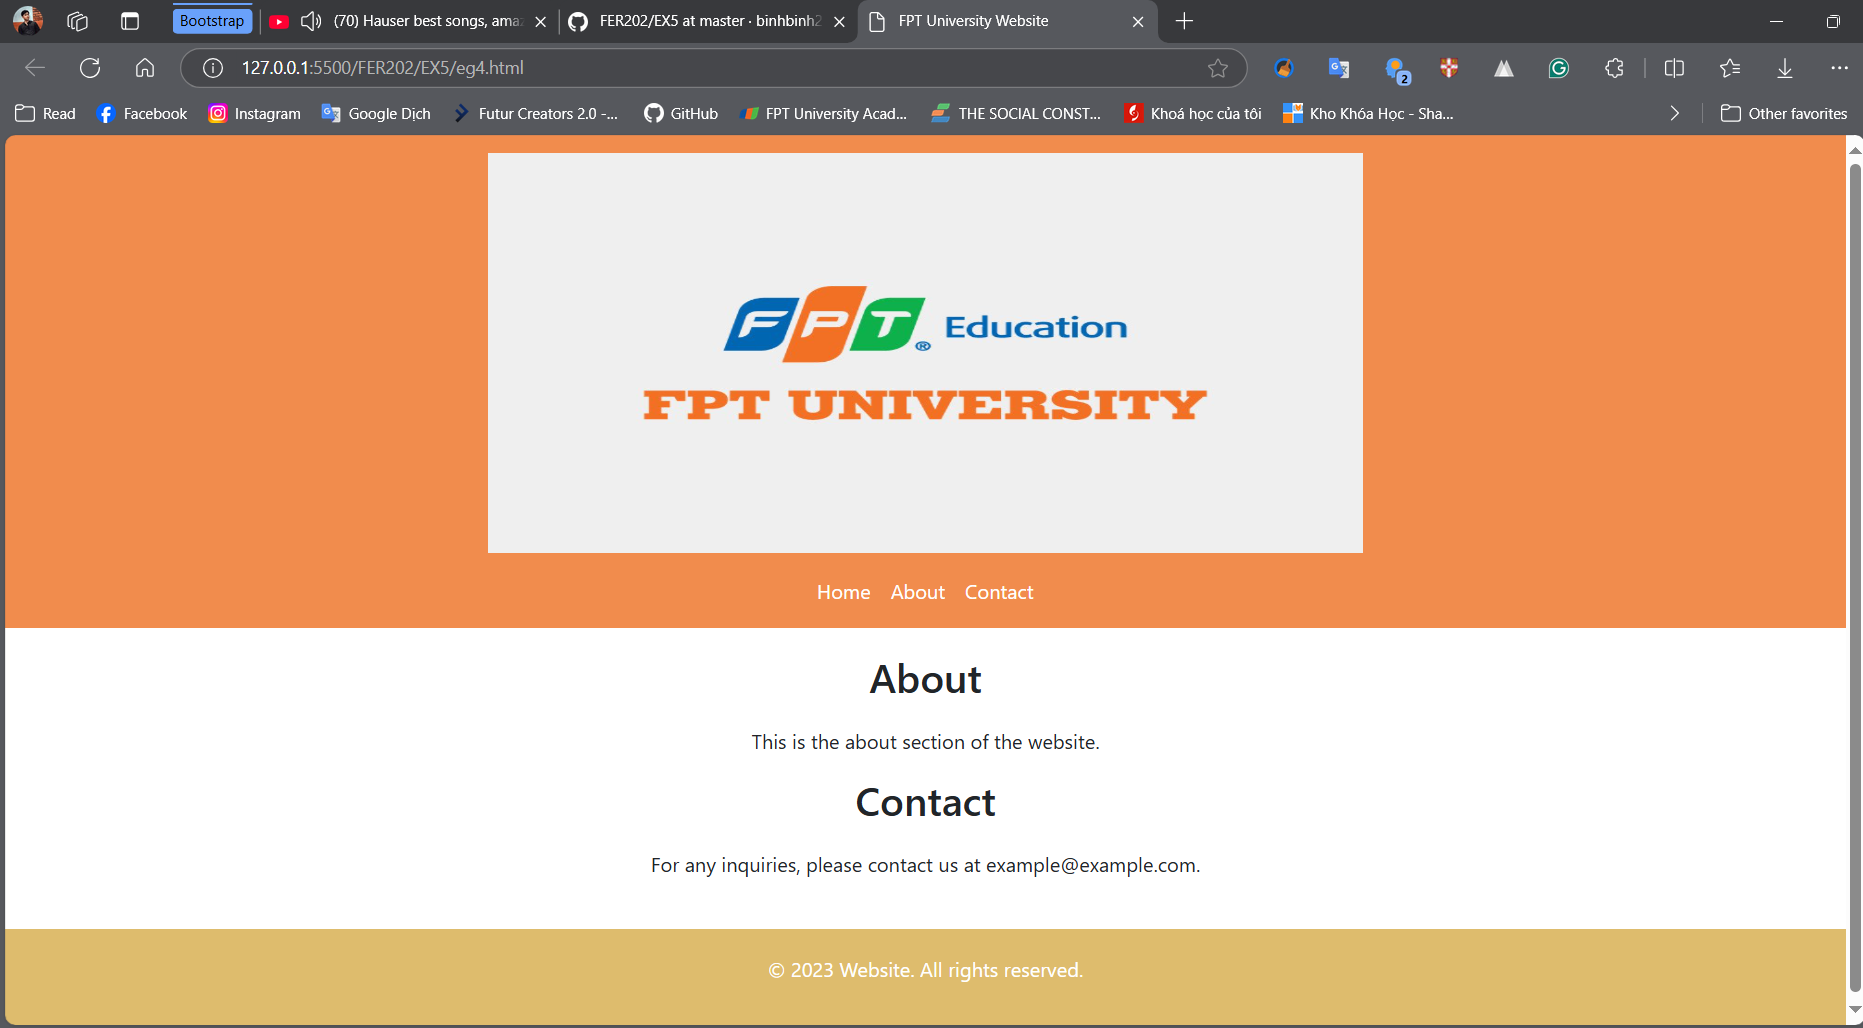 Bootstrap
(70) Hauser best songs, ama
FER202/EX5 at master · binhbinh2
FPT University Website
127.0.0.1:5500/FER202/EX5/eg4.html
2
Read
Facebook
Instagram
Google Dịch
Futur Creators 2.0 -...
GitHub
FPT University Acad...
THE SOCIAL CONST...
Khoá học của tôi
Kho Khóa Học - Sha...
Other favorites
FPT® Education
FPT UNIVERSITY
Home About Contact
About
This is the about section of the website.
Contact
For any inquiries, please contact us at example@example.com.
© 2023 Website. All rights reserved.